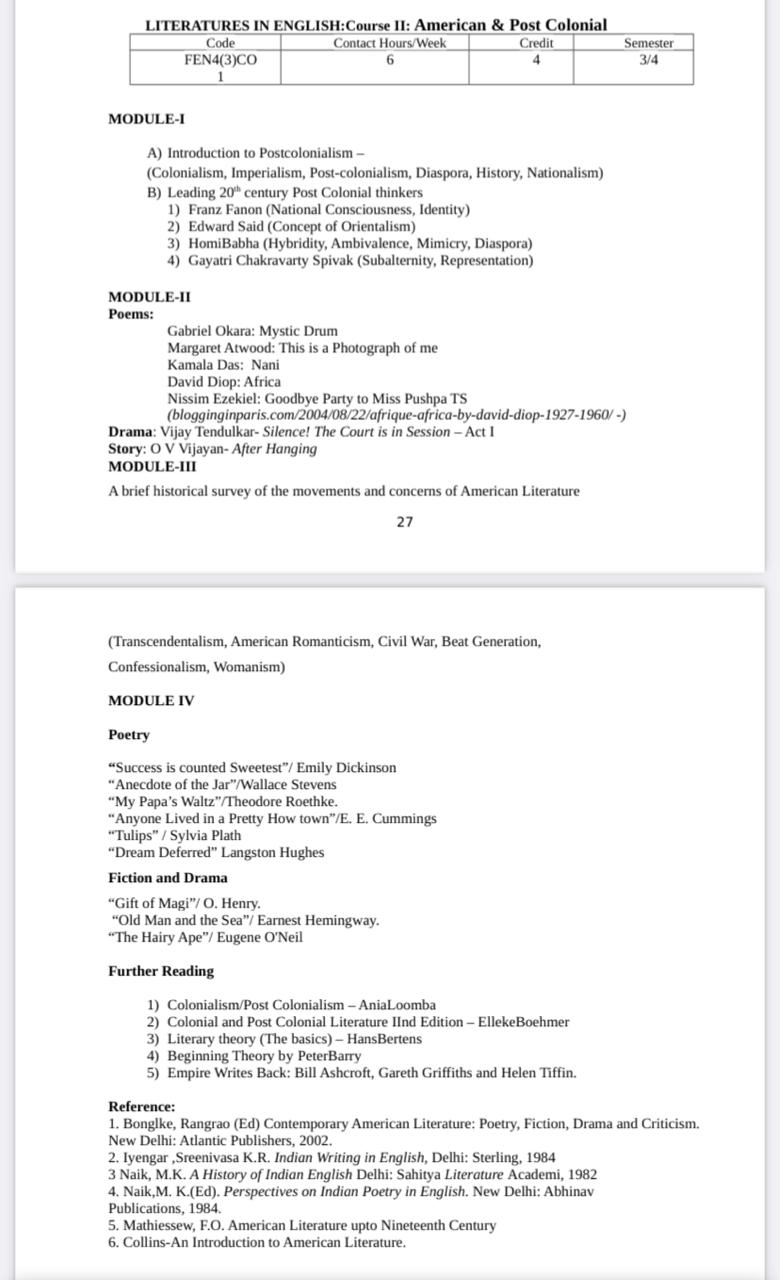 LITERATURES IN ENGLISH:Course II: American & Post Colonial
Code Contact Hours/Week Credit Semester
FEN4(3)CO 6 4 3/4
1
MODULE-I
A) Introduction to Postcolonialism –
(Colonialism, Imperialism, Post-colonialism, Diaspora, History, Nationalism)
B) Leading 20th century Post Colonial thinkers
1) Franz Fanon (National Consciousness, Identity)
2) Edward Said (Concept of Orientalism)
3) HomiBabha (Hybridity, Ambivalence, Mimicry, Diaspora)
4) Gayatri Chakravarty Spivak (Subalternity, Representation)
MODULE-II
Poems:
Gabriel Okara: Mystic Drum
Margaret Atwood: This is a Photograph of me
Kamala Das: Nani
David Diop: Africa
Nissim Ezekiel: Goodbye Party to Miss Pushpa TS
(blogginginparis.com/2004/08/22/afrique-africa-by-david-diop-1927-1960/ -)
Drama: Vijay Tendulkar- Silence! The Court is in Session – Act I
Story: O V Vijayan- After Hanging
MODULE-III
A brief historical survey of the movements and concerns of American Literature
27
(Transcendentalism, American Romanticism, Civil War, Beat Generation,
Confessionalism, Womanism)
MODULE IV
Poetry
“Success is counted Sweetest”/ Emily Dickinson
“Anecdote of the Jar”/Wallace Stevens
“My Papa’s Waltz”/Theodore Roethke.
“Anyone Lived in a Pretty How town”/E. E. Cummings
“Tulips” / Sylvia Plath
“Dream Deferred” Langston Hughes
Fiction and Drama
“Gift of Magi”/ O. Henry.
“Old Man and the Sea”/ Earnest Hemingway.
“The Hairy Ape”/ Eugene O'Neil
Further Reading
1) Colonialism/Post Colonialism – AniaLoomba
2) Colonial and Post Colonial Literature IInd Edition – EllekeBoehmer
3) Literary theory (The basics) – HansBertens
4) Beginning Theory by PeterBarry
5) Empire Writes Back: Bill Ashcroft, Gareth Griffiths and Helen Tiffin.
Reference:
1. Bonglke, Rangrao (Ed) Contemporary American Literature: Poetry, Fiction, Drama and Criticism.
New Delhi: Atlantic Publishers, 2002.
2. Iyengar ,Sreenivasa K.R. Indian Writing in English, Delhi: Sterling, 1984
3 Naik, M.K. A History of Indian English Delhi: Sahitya Literature Academi, 1982
4. Naik,M. K.(Ed). Perspectives on Indian Poetry in English. New Delhi: Abhinav
Publications, 1984.
5. Mathiessew, F.O. American Literature upto Nineteenth Century
6. Collins-An Introduction to American Literature.